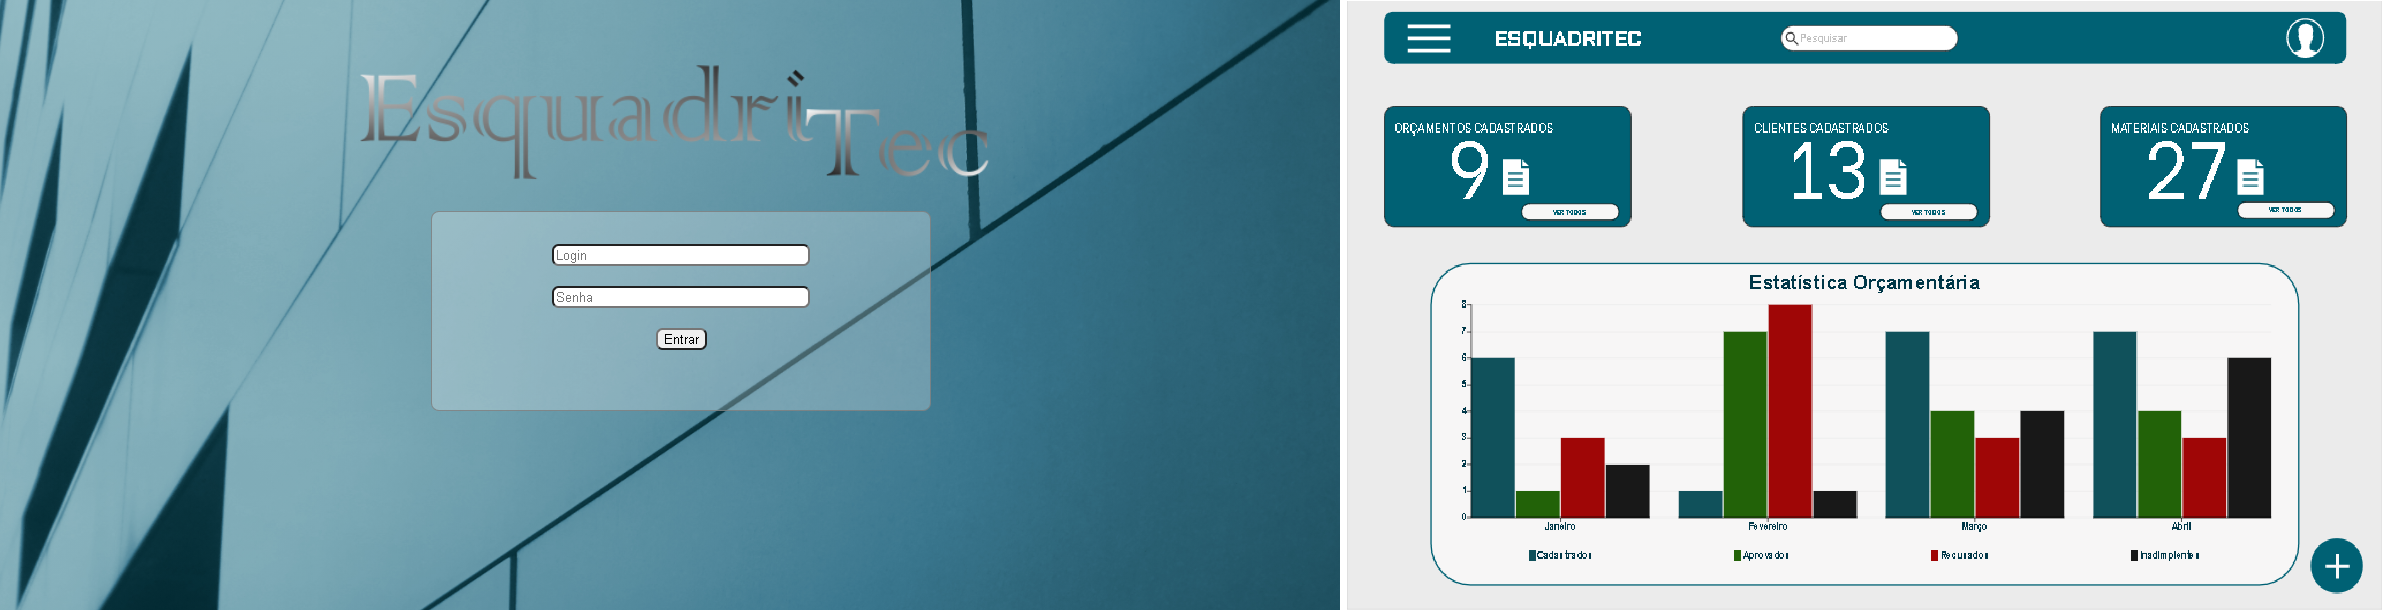 EsquadriTec
Login
Senha
Entrar
ESQUADRITEC
Pesquisar
ORÇAMENTOS CADASTRADOS
9
VER TODOS
CLIENTES CADASTRADOS
13
VER TODOS
MATERIAIS CADASTRADOS
27
VER TODOS
Estatística Orçamentária
8
7
6
5
4
3
2
1
0
Janeiro
Fevereiro
Março
Abril
Cadastrados
Aprovados
Recusados
Inadimplentes